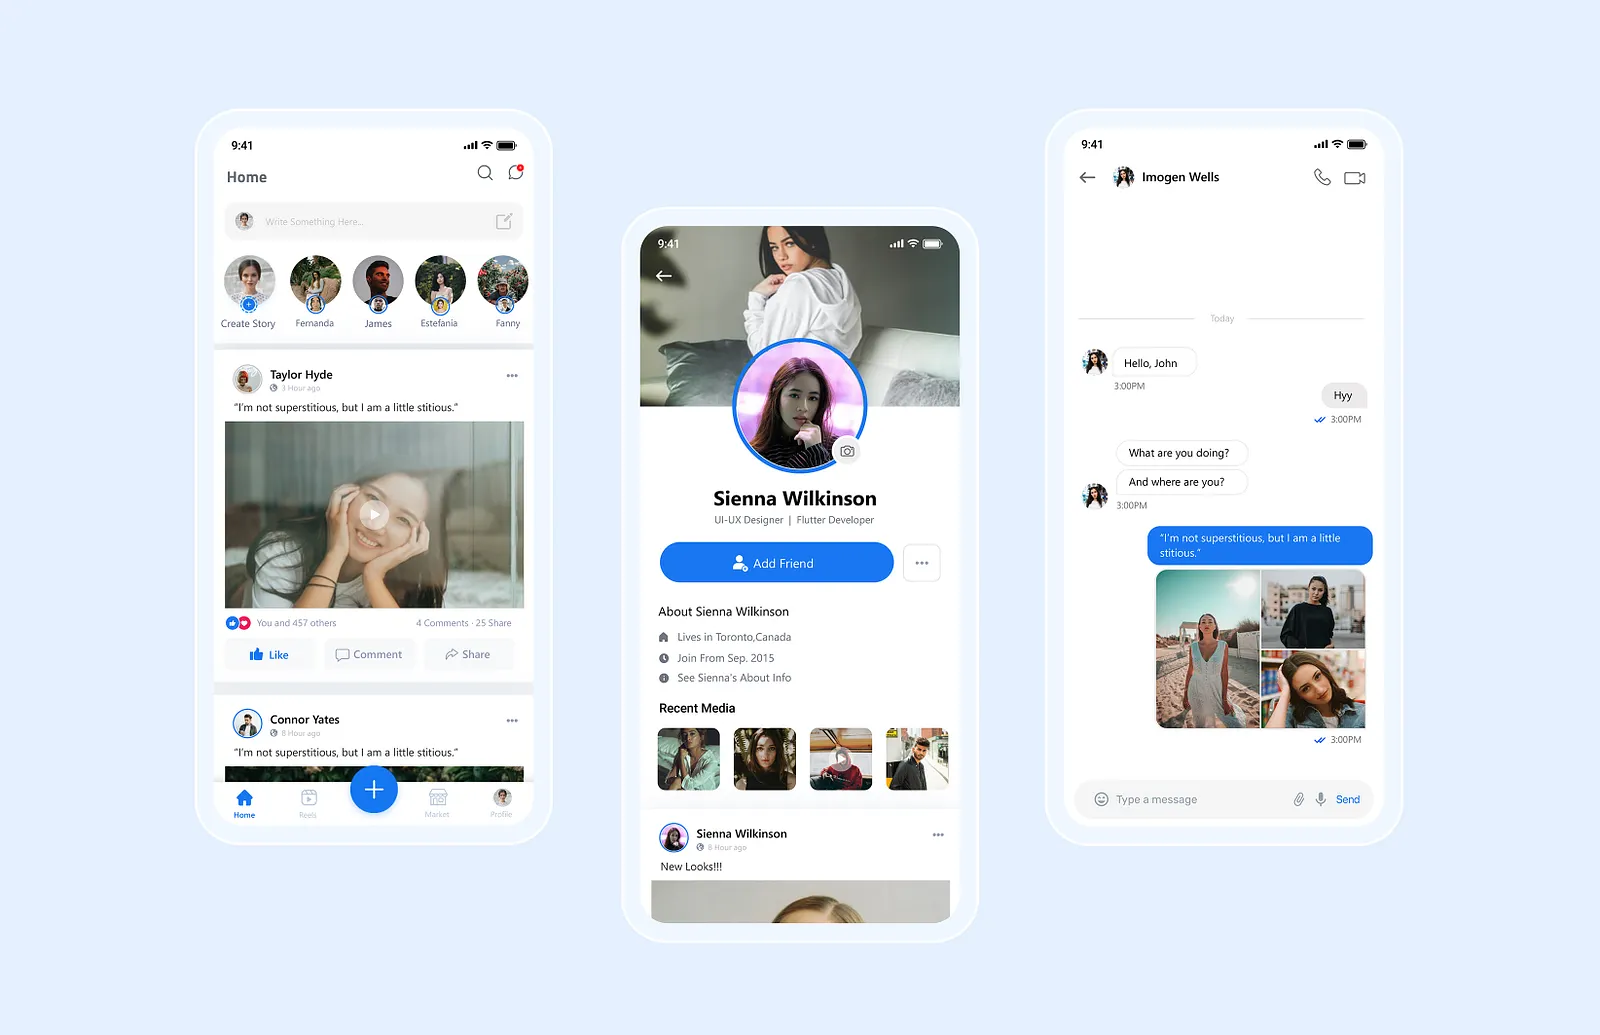 9:41
Home
Write Something Here...
Create Story
Fernanda
James
Estefania
Fanny
Taylor Hyde
3 Hour ago
“I’m not superstitious, but I am a little stitious.”
You and 457 others
4 Comments · 25 Share
Like
Comment
Share
Connor Yates
8 Hour ago
“I’m not superstitious, but I am a little stitious.”
Home
Reels
Market
Profile
9:41
Sienna Wilkinson
UI-UX Designer | Flutter Developer
Add Friend
About Sienna Wilkinson
Lives in Toronto,Canada
Join From Sep. 2015
See Sienna's About Info
Recent Media
Sienna Wilkinson
8 Hour ago
New Looks!!!
9:41
Imogen Wells
Today
Hello, John
3:00PM
Hyy
3:00PM
What are you doing?
And where are you?
3:00PM
“I’m not superstitious, but I am a little
stitious.”
3:00PM
Type a message
Send